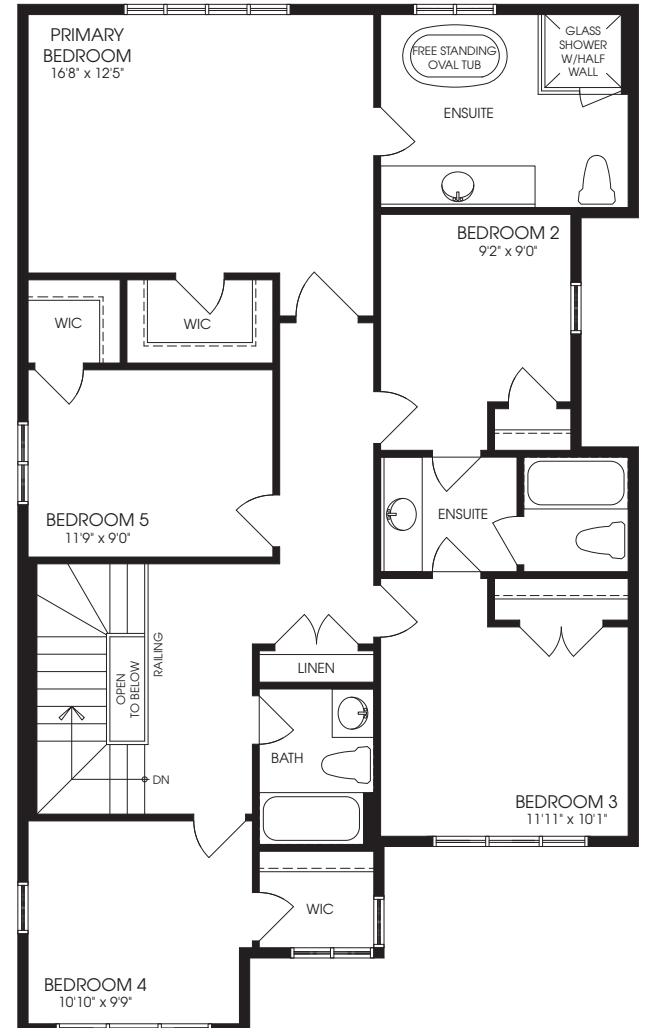 PRIMARY
BEDROOM
16'8" x 12'5"
FREE STANDING
OVAL TUB
GLASS
SHOWER
W/HALF
WALL
ENSUITE
BEDROOM 2
9'2" x 9'0"
WIC
WIC
BEDROOM 5
11'9" x 9'0"
ENSUITE
RAILING
OPEN
TO BELOW
LINEN
DN
BATH
BEDROOM 3
11'11" x 10'1"
WIC
BEDROOM 4
10'10" x 9'9"